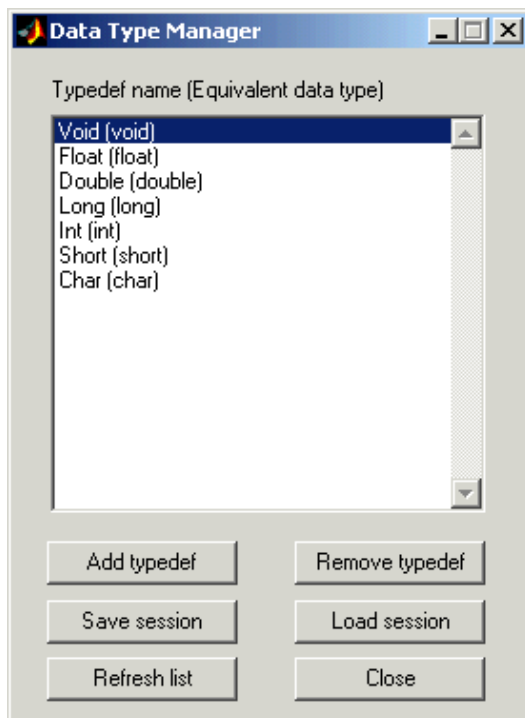 Data Type Manager
Typedef name (Equivalent data type)
Void (void)
Float (float)
Double (double)
Long (long)
Int (int)
Short (short)
Char (char)
Add typedef
Remove typedef
Save session
Load session
Refresh list
Close